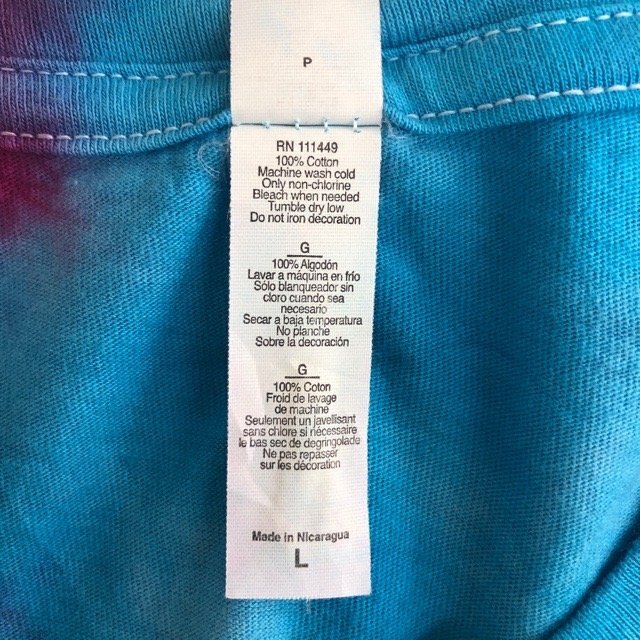 P
RN 111449
100% Cotton
Machine wash cold
Only non-chlorine
Bleach when needed
Tumble dry low
Do not iron decoration
G
100% Algodón
Lavar a máquina en frío
Sólo blanqueador sin
cloro cuando sea
necesario
Secar a baja temperatura
No planche
Sobre la decoración
G
100% Coton
Froid de lavage
de machine
Seulement un javellisant
sans chlore si nécessaire
le bas sec de degringolade
Ne pas repasser
sur les décoration
Made in Nicaragua
L